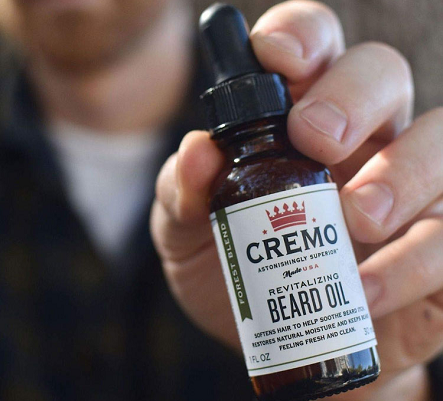 CREMO
ASTONISHINGLY SUPERIOR
Made USA
REVITALIZING
BEARD OIL
SOFTENS HAIR TO HELP SOOTHE BEARD
RESTORES NATURAL MOISTURE AND KEEPS
FEELING FRESH AND CLEAN.
1 FL OZ
FOREST BLEND